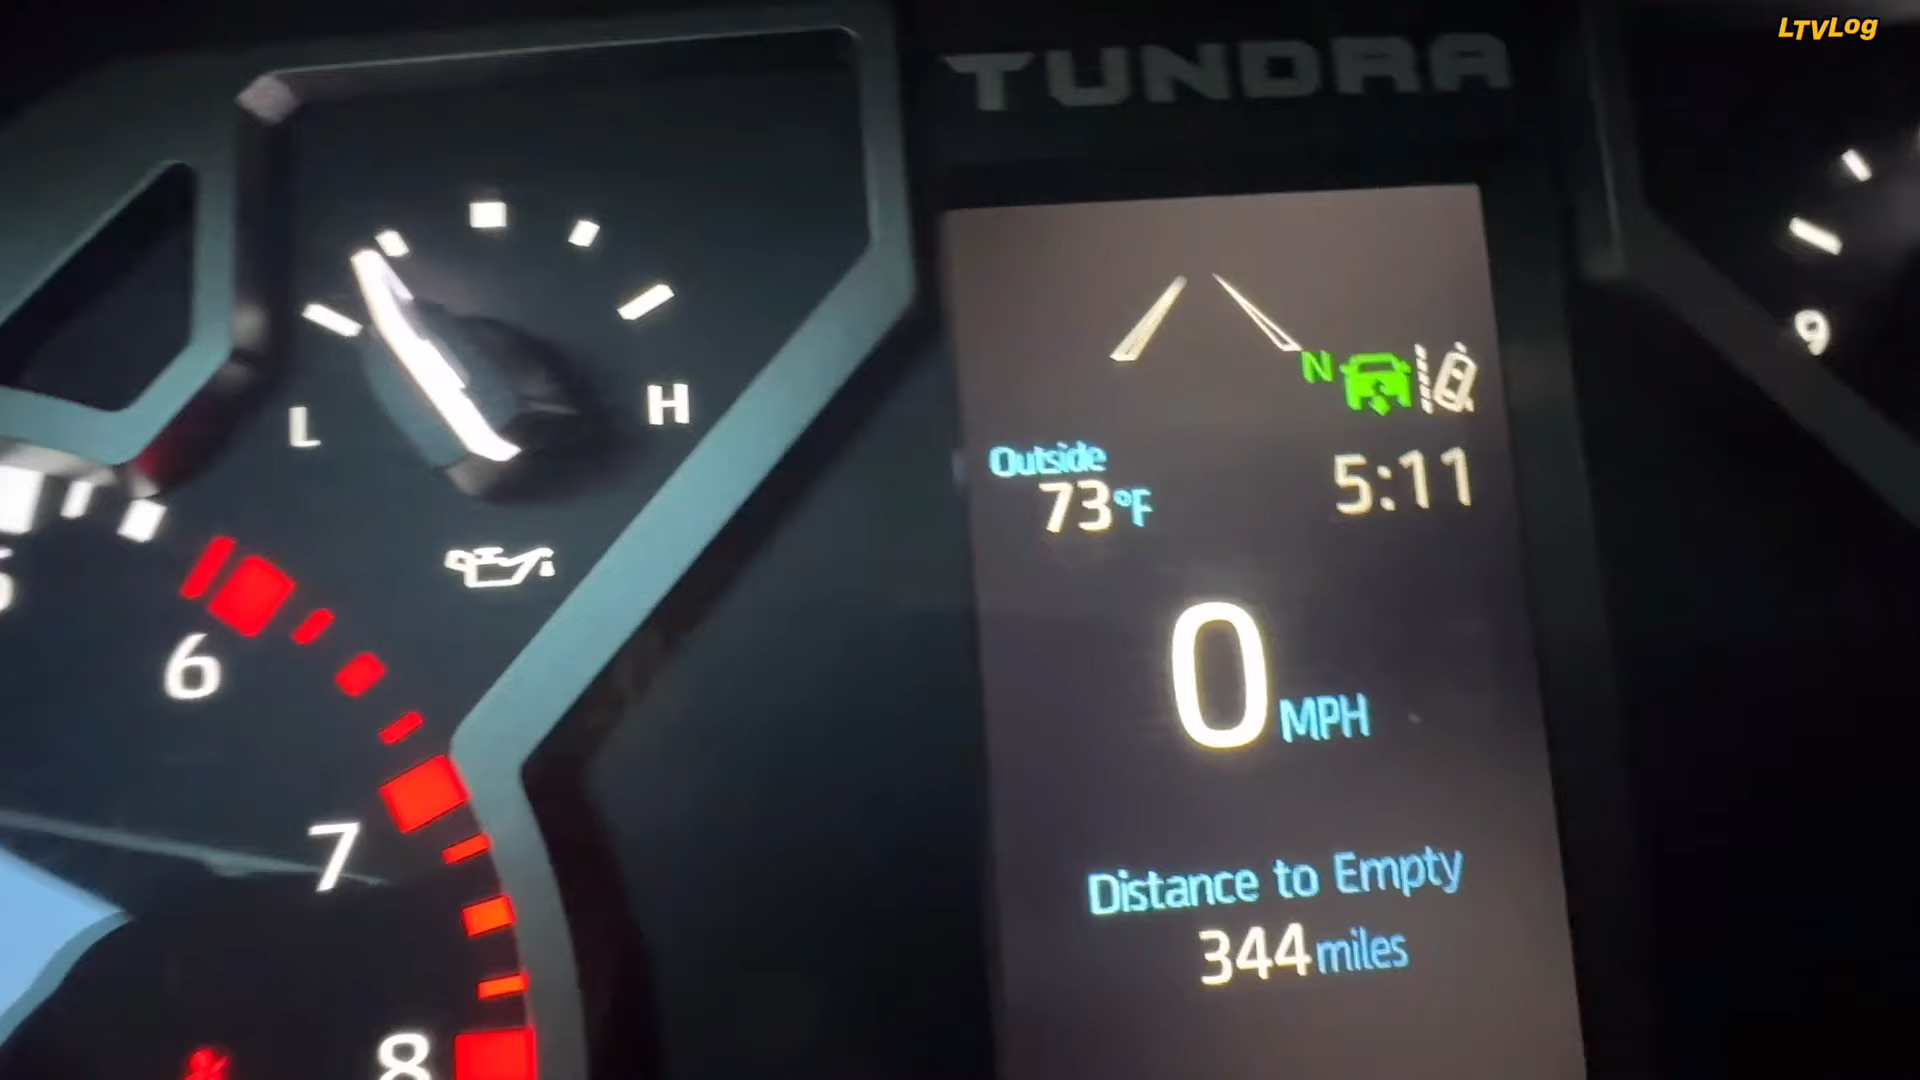 LTVLog
TUNDRA
N
Outside
73°F
5:11
L
H
0 MPH
6
7
8
9
Distance to Empty
344 miles